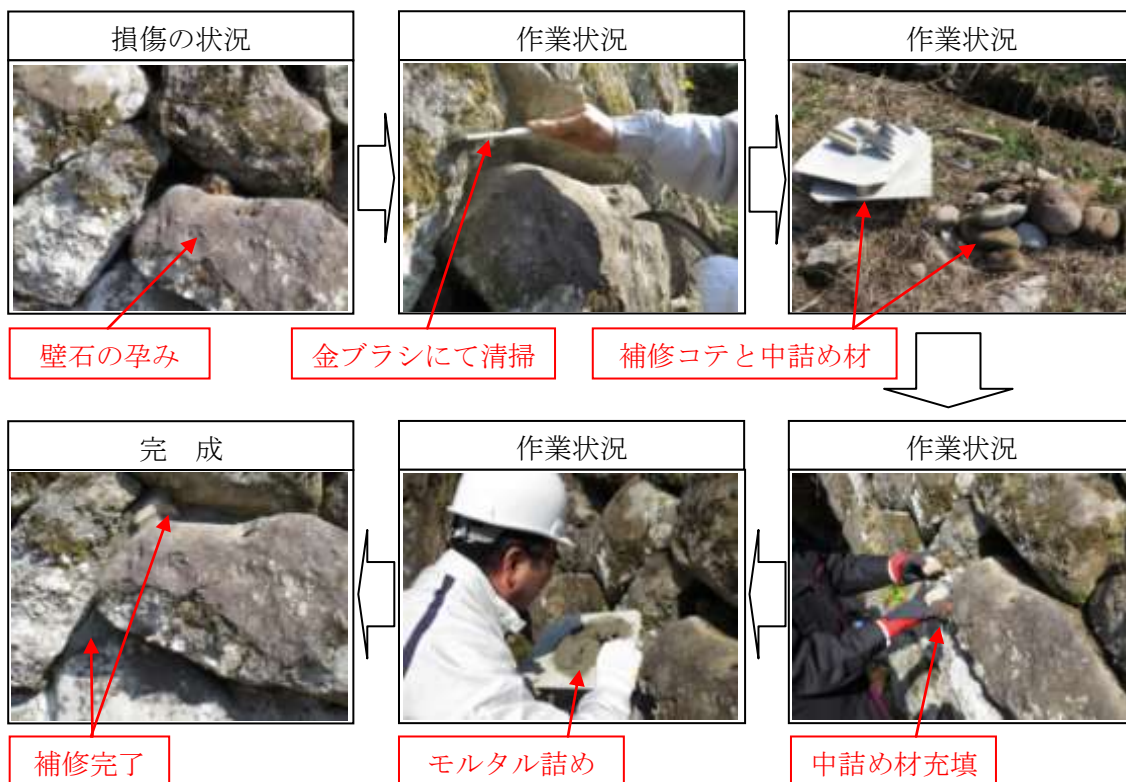 損傷の状況
作業状況
作業状況
壁石の孕み
金ブラシにて清掃
補修コテと中詰め材
作業状況
中詰め材充填
作業状況
モルタル詰め
完　成
補修完了